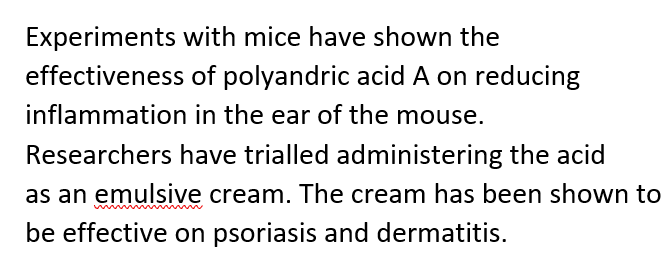 Experiments with mice have shown the
effectiveness of polyandric acid A on reducing
inflammation in the ear of the mouse.
Researchers have trialled administering the acid
as an emulsive cream. The cream has been shown to
be effective on psoriasis and dermatitis.